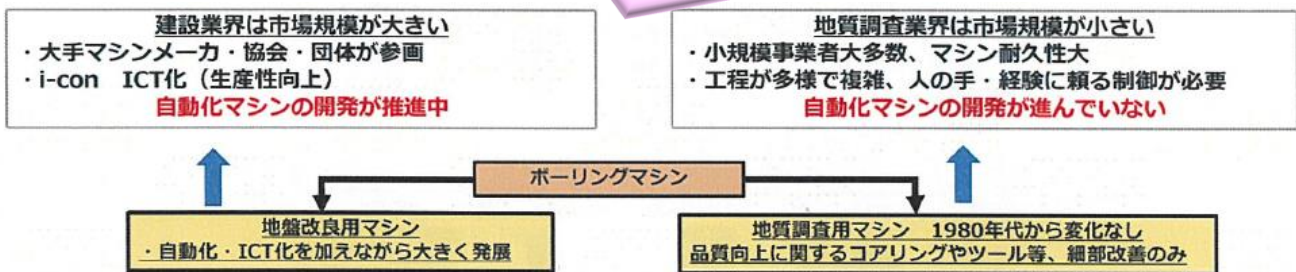 建設業界は市場規模が大きい
・大手マシンメーカ・協会・団体が参画
・i-con ICT化（生産性向上）
自動化マシンの開発が推進中
地質調査業界は市場規模が小さい
・小規模事業者大多数、マシン耐久性大
・工程が多様で複雑、人の手・経験に頼る制御が必要
自動化マシンの開発が進んでいない
ボーリングマシン
地盤改良用マシン
・自動化・ICT化を加えながら大きく発展
地質調査用マシン 1980年代から変化なし
品質向上に関するコアリングやツール等、細部改善のみ